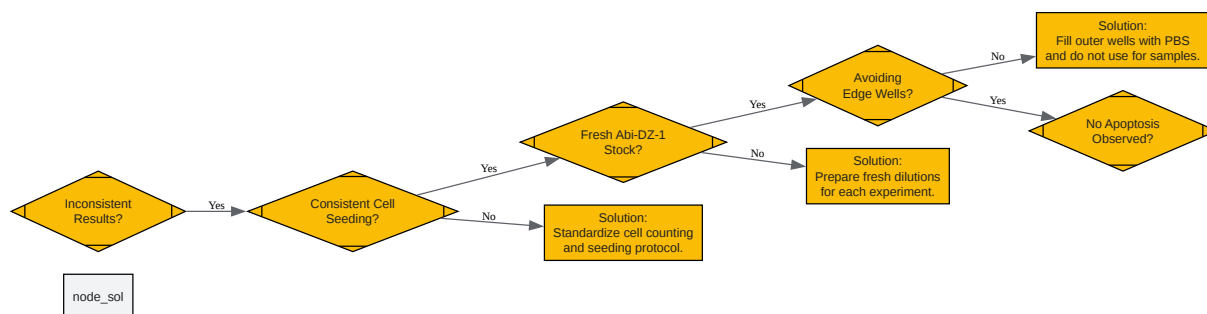 Inconsistent
Results?
Yes
Consistent Cell
Seeding?
Yes
No
Fresh Abi-DZ-1
Stock?
Solution:
Standardize cell counting
and seeding protocol.
Yes
No
Avoiding
Edge Wells?
Solution:
Prepare fresh dilutions
for each experiment.
No
Yes
Solution:
Fill outer wells with PBS
and do not use for samples.
No Apoptosis
Observed?
node_sol